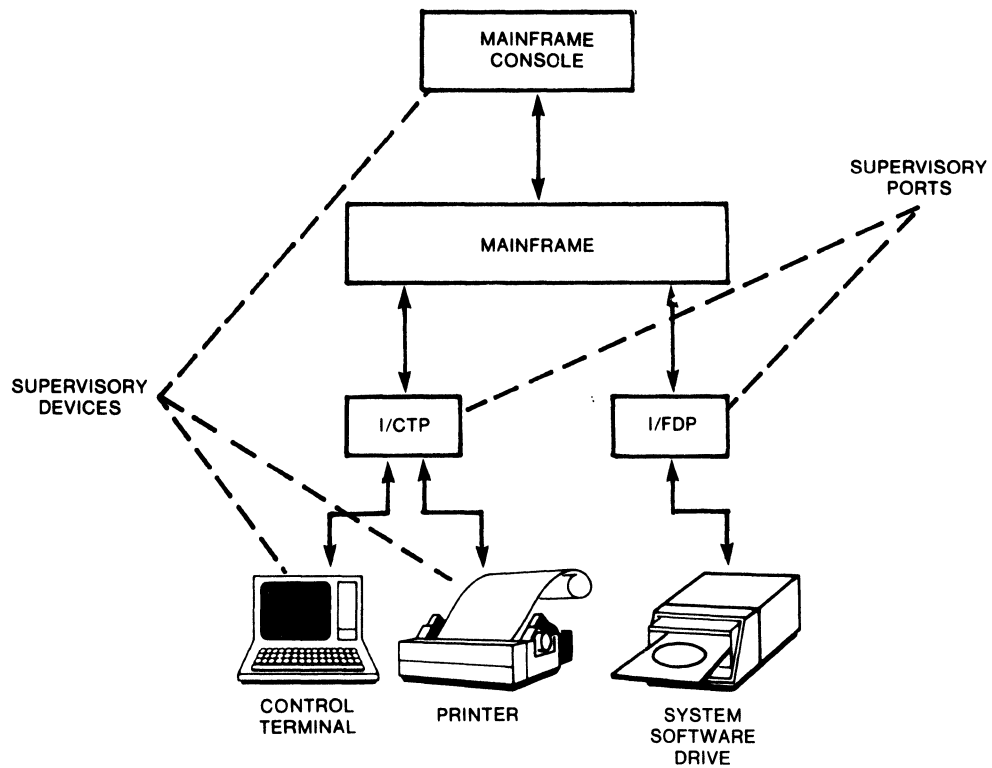 MAINFRAME
CONSOLE
SUPERVISORY
PORTS
MAINFRAME
SUPERVISORY
DEVICES
I/CTP
I/FDP
CONTROL
TERMINAL
PRINTER
SYSTEM
SOFTWARE
DRIVE